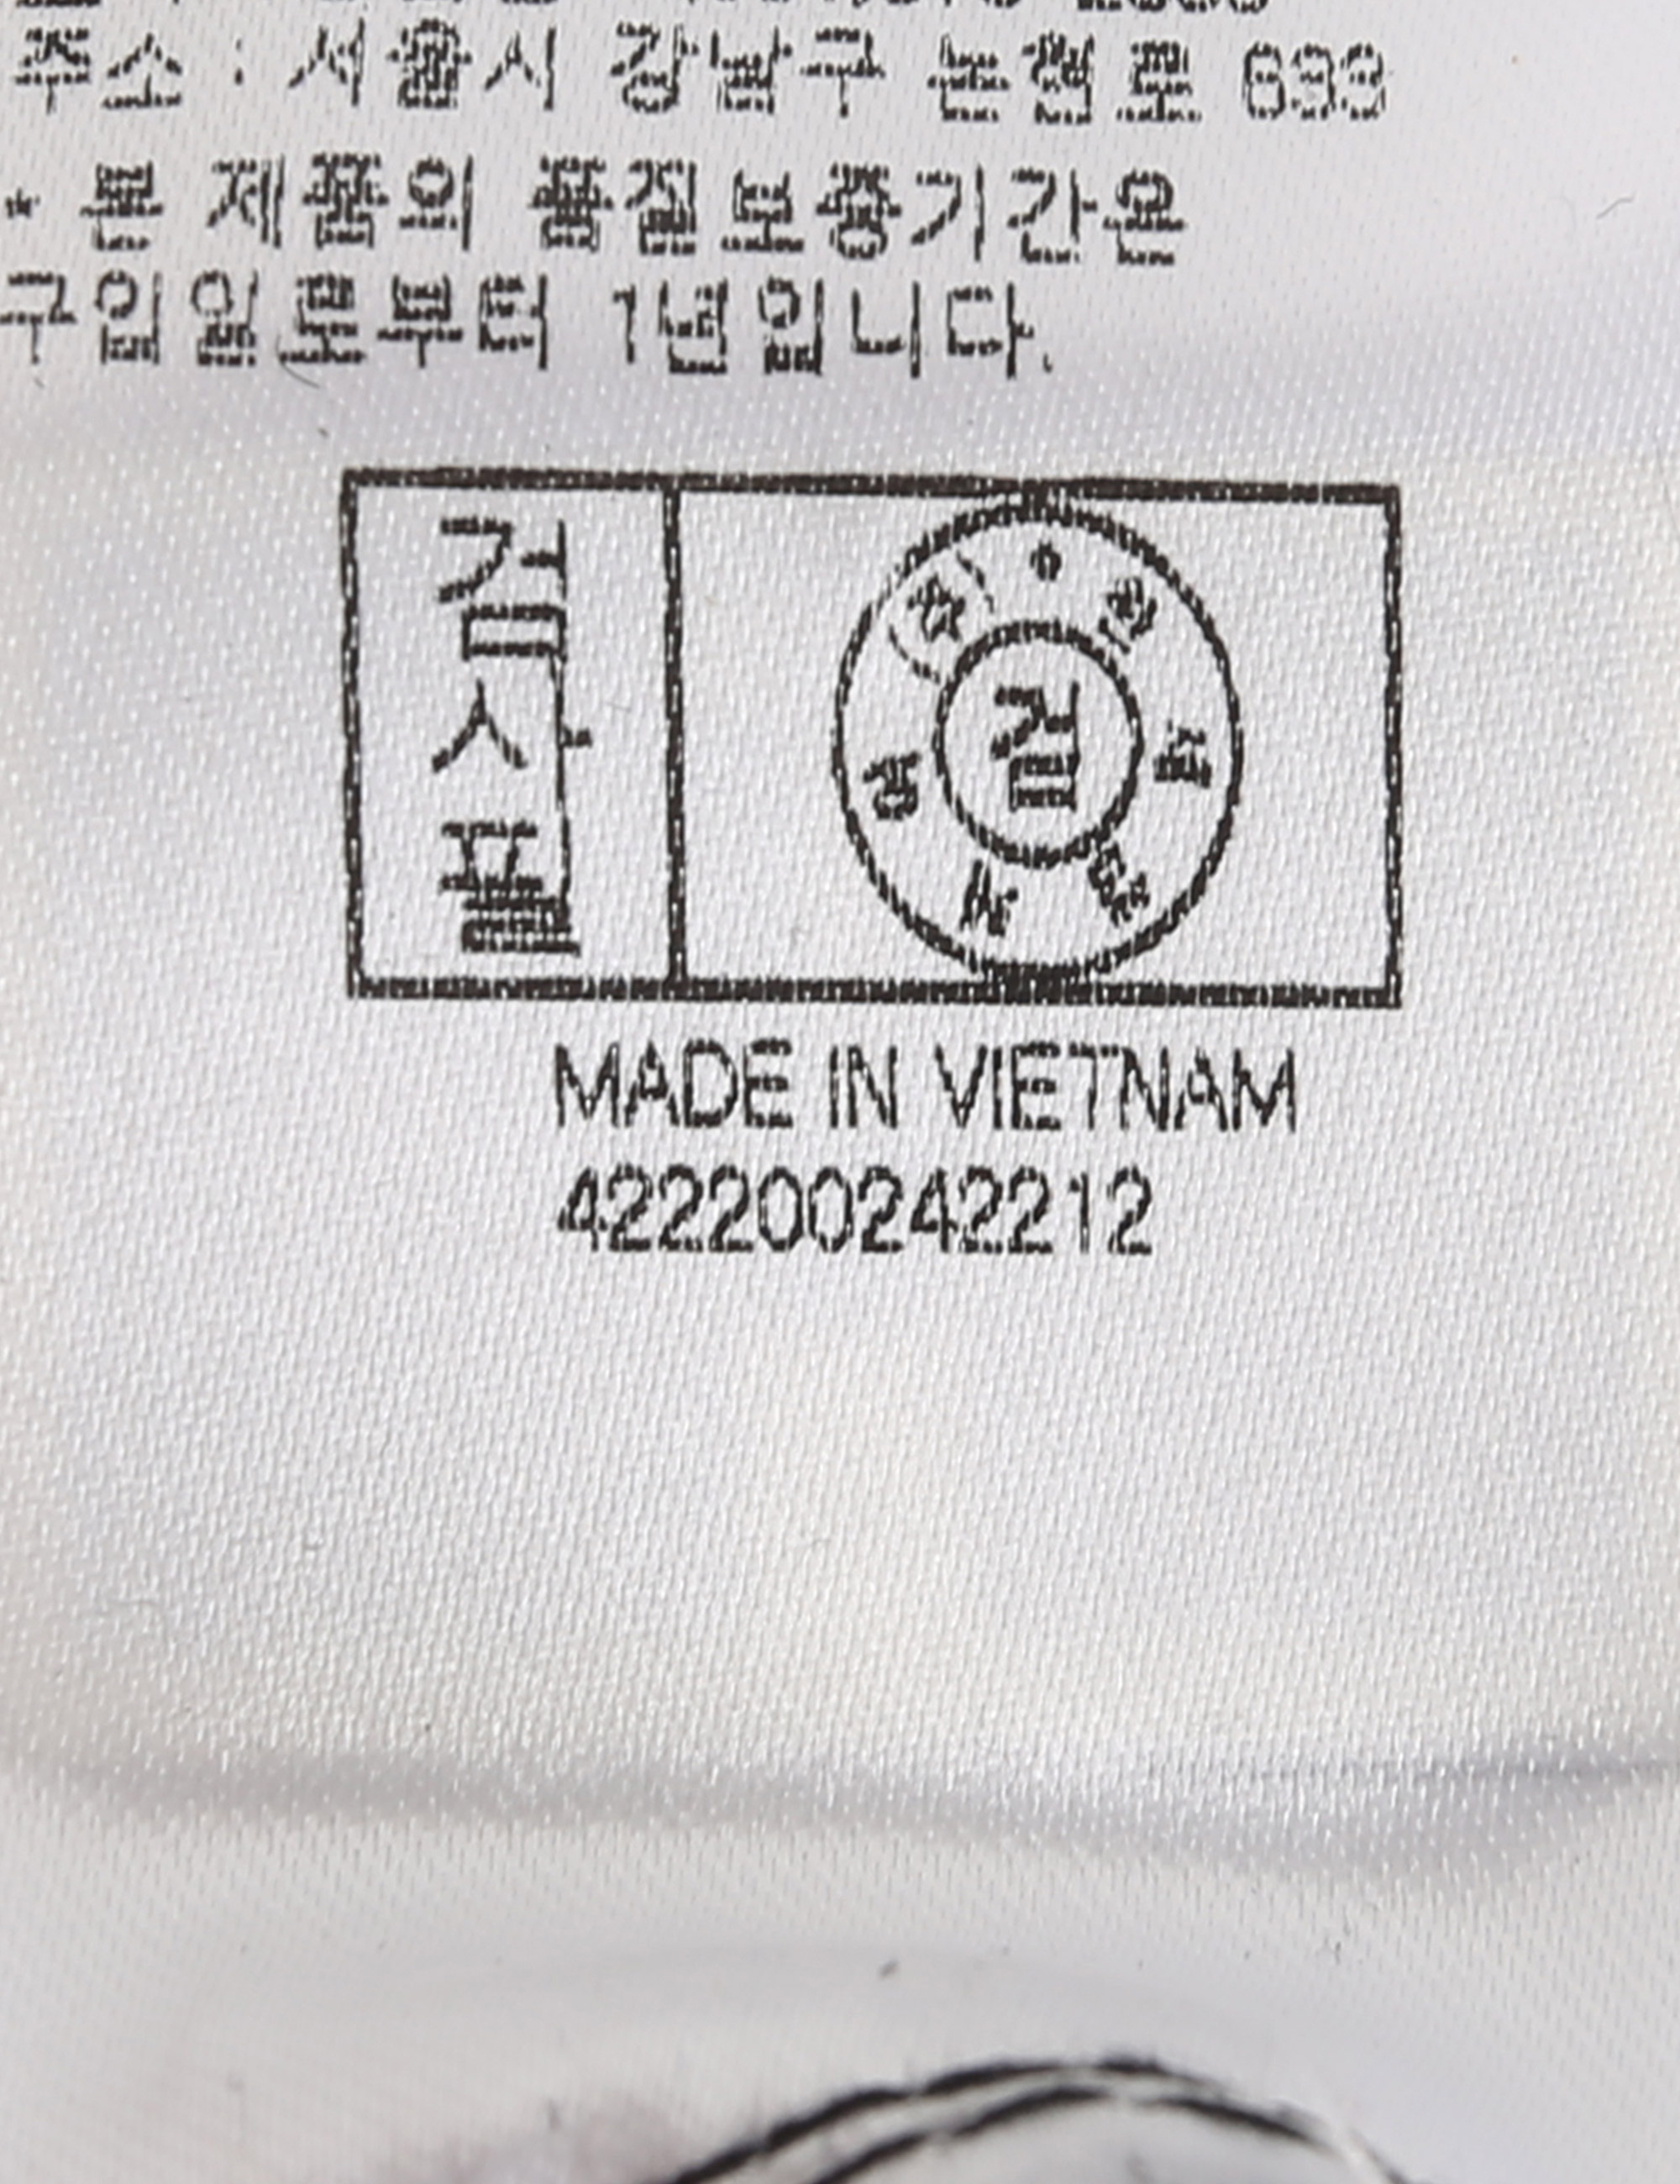 주소 : 서울시 강남구 논현로 633
* 본 제품의 품질보증기간은
구입일로부터 1년입니다.
검사필
검
MADE IN VIETNAM
422200242212